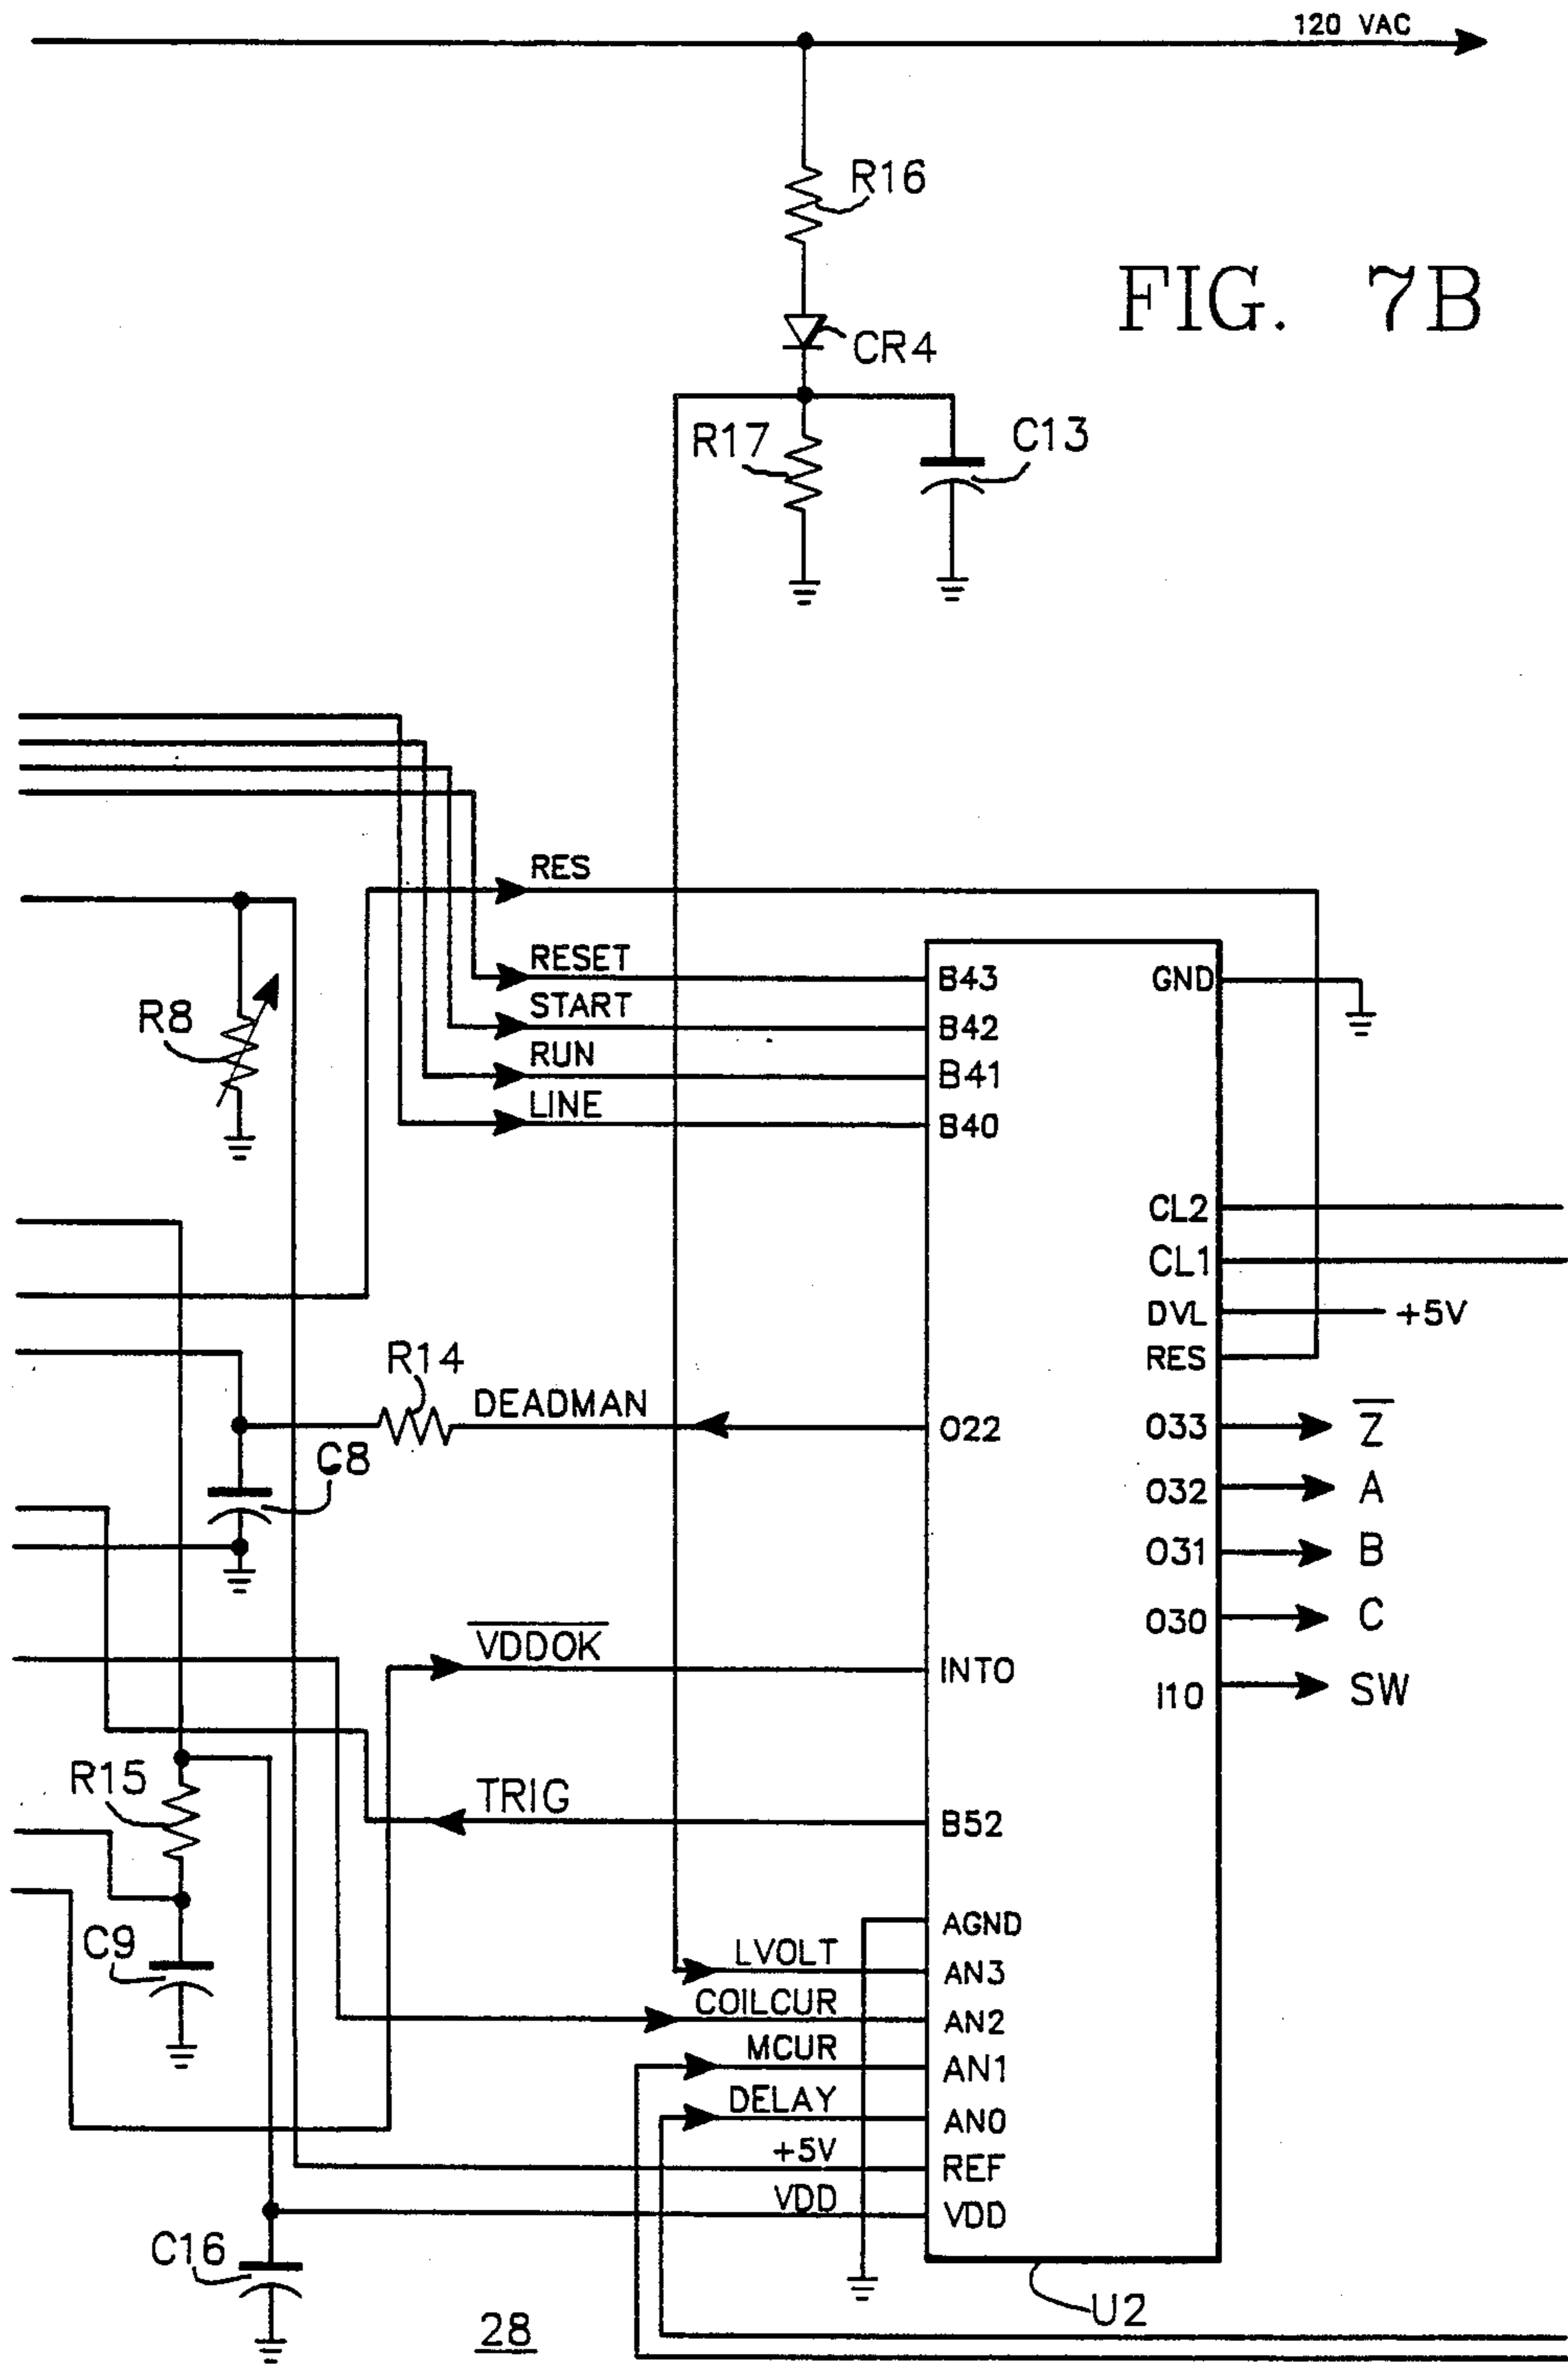 120 VAC
R16
FIG. 7B
CR4
R17
C13
RES
RESET
B43
GND
START
B42
R8
RUN
B41
LINE
B40
CL2
CL1
DVL
+5V
RES
R14
DEADMAN
O22
O33
Z̅
C8
O32
A
O31
B
O30
C
V̅D̅D̅O̅K̅
INTO
I10
SW
R15
TRIG
B52
AGND
C9
LVOLT
AN3
COILCUR
AN2
MCUR
AN1
DELAY
AN0
+5V
REF
VDD
VDD
C16
U2
28